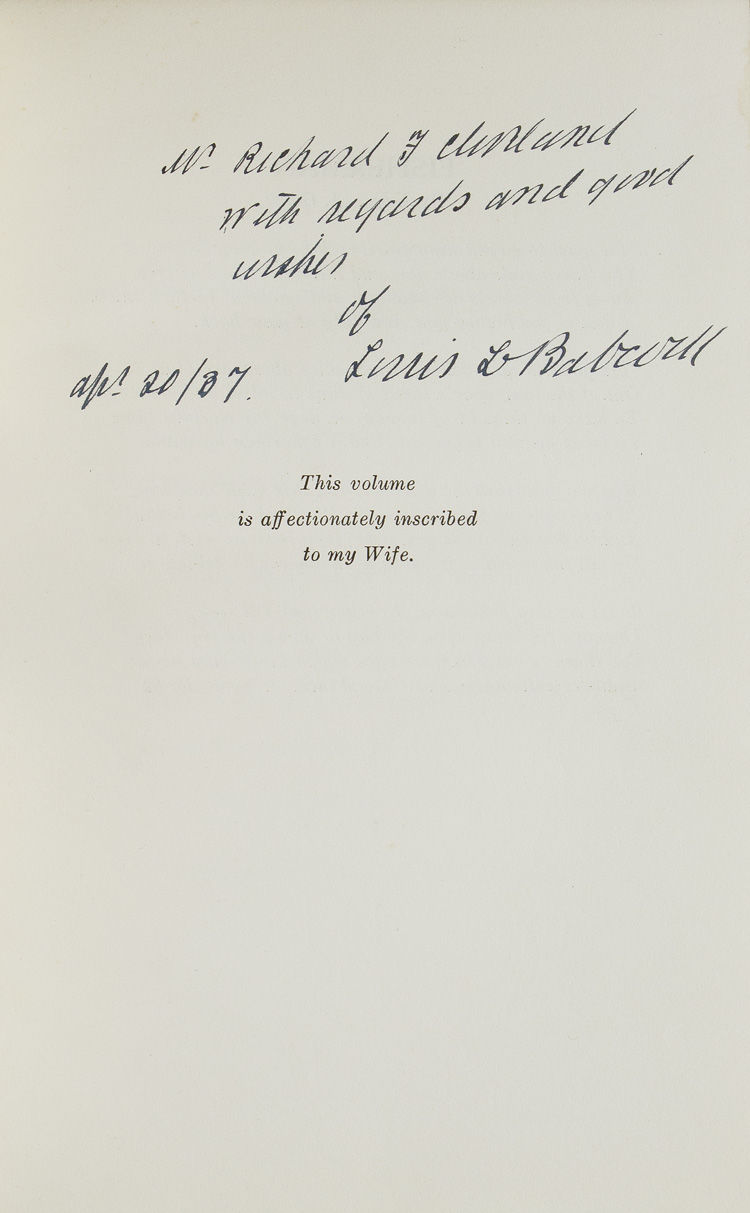 Mr Richard F Cleveland
With regards and good
wishes
of
Louis L Babcock
Apl 20/37.
This volume
is affectionately inscribed
to my Wife.